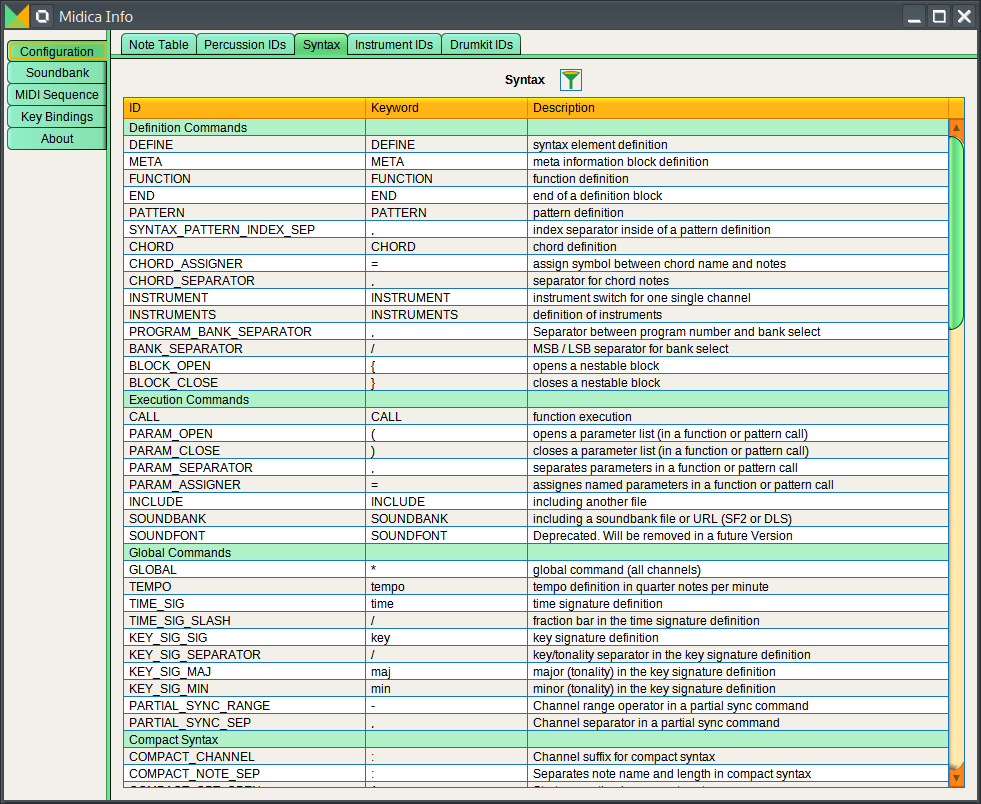 Midica Info
Configuration
Soundbank
MIDI Sequence
Key Bindings
About
Note Table Percussion IDs Syntax Instrument IDs Drumkit IDs
Syntax
ID Keyword Description
Definition Commands
DEFINE DEFINE syntax element definition
META META meta information block definition
FUNCTION FUNCTION function definition
END END end of a definition block
PATTERN PATTERN pattern definition
SYNTAX_PATTERN_INDEX_SEP , index separator inside of a pattern definition
CHORD CHORD chord definition
CHORD_ASSIGNER = assign symbol between chord name and notes
CHORD_SEPARATOR , separator for chord notes
INSTRUMENT INSTRUMENT instrument switch for one single channel
INSTRUMENTS INSTRUMENTS definition of instruments
PROGRAM_BANK_SEPARATOR , Separator between program number and bank select
BANK_SEPARATOR / MSB / LSB separator for bank select
BLOCK_OPEN { opens a nestable block
BLOCK_CLOSE } closes a nestable block
Execution Commands
CALL CALL function execution
PARAM_OPEN ( opens a parameter list (in a function or pattern call)
PARAM_CLOSE ) closes a parameter list (in a function or pattern call)
PARAM_SEPARATOR , separates parameters in a function or pattern call
PARAM_ASSIGNER = assignes named parameters in a function or pattern call
INCLUDE INCLUDE including another file
SOUNDBANK SOUNDBANK including a soundbank file or URL (SF2 or DLS)
SOUNDFONT SOUNDFONT Deprecated. Will be removed in a future Version
Global Commands
GLOBAL * global command (all channels)
TEMPO tempo tempo definition in quarter notes per minute
TIME_SIG time time signature definition
TIME_SIG_SLASH / fraction bar in the time signature definition
KEY_SIG_SIG key key signature definition
KEY_SIG_SEPARATOR / key/tonality separator in the key signature definition
KEY_SIG_MAJ maj major (tonality) in the key signature definition
KEY_SIG_MIN min minor (tonality) in the key signature definition
PARTIAL_SYNC_RANGE - Channel range operator in a partial sync command
PARTIAL_SYNC_SEP , Channel separator in a partial sync command
Compact Syntax
COMPACT_CHANNEL : Channel suffix for compact syntax
COMPACT_NOTE_SEP : Separates note name and length in compact syntax